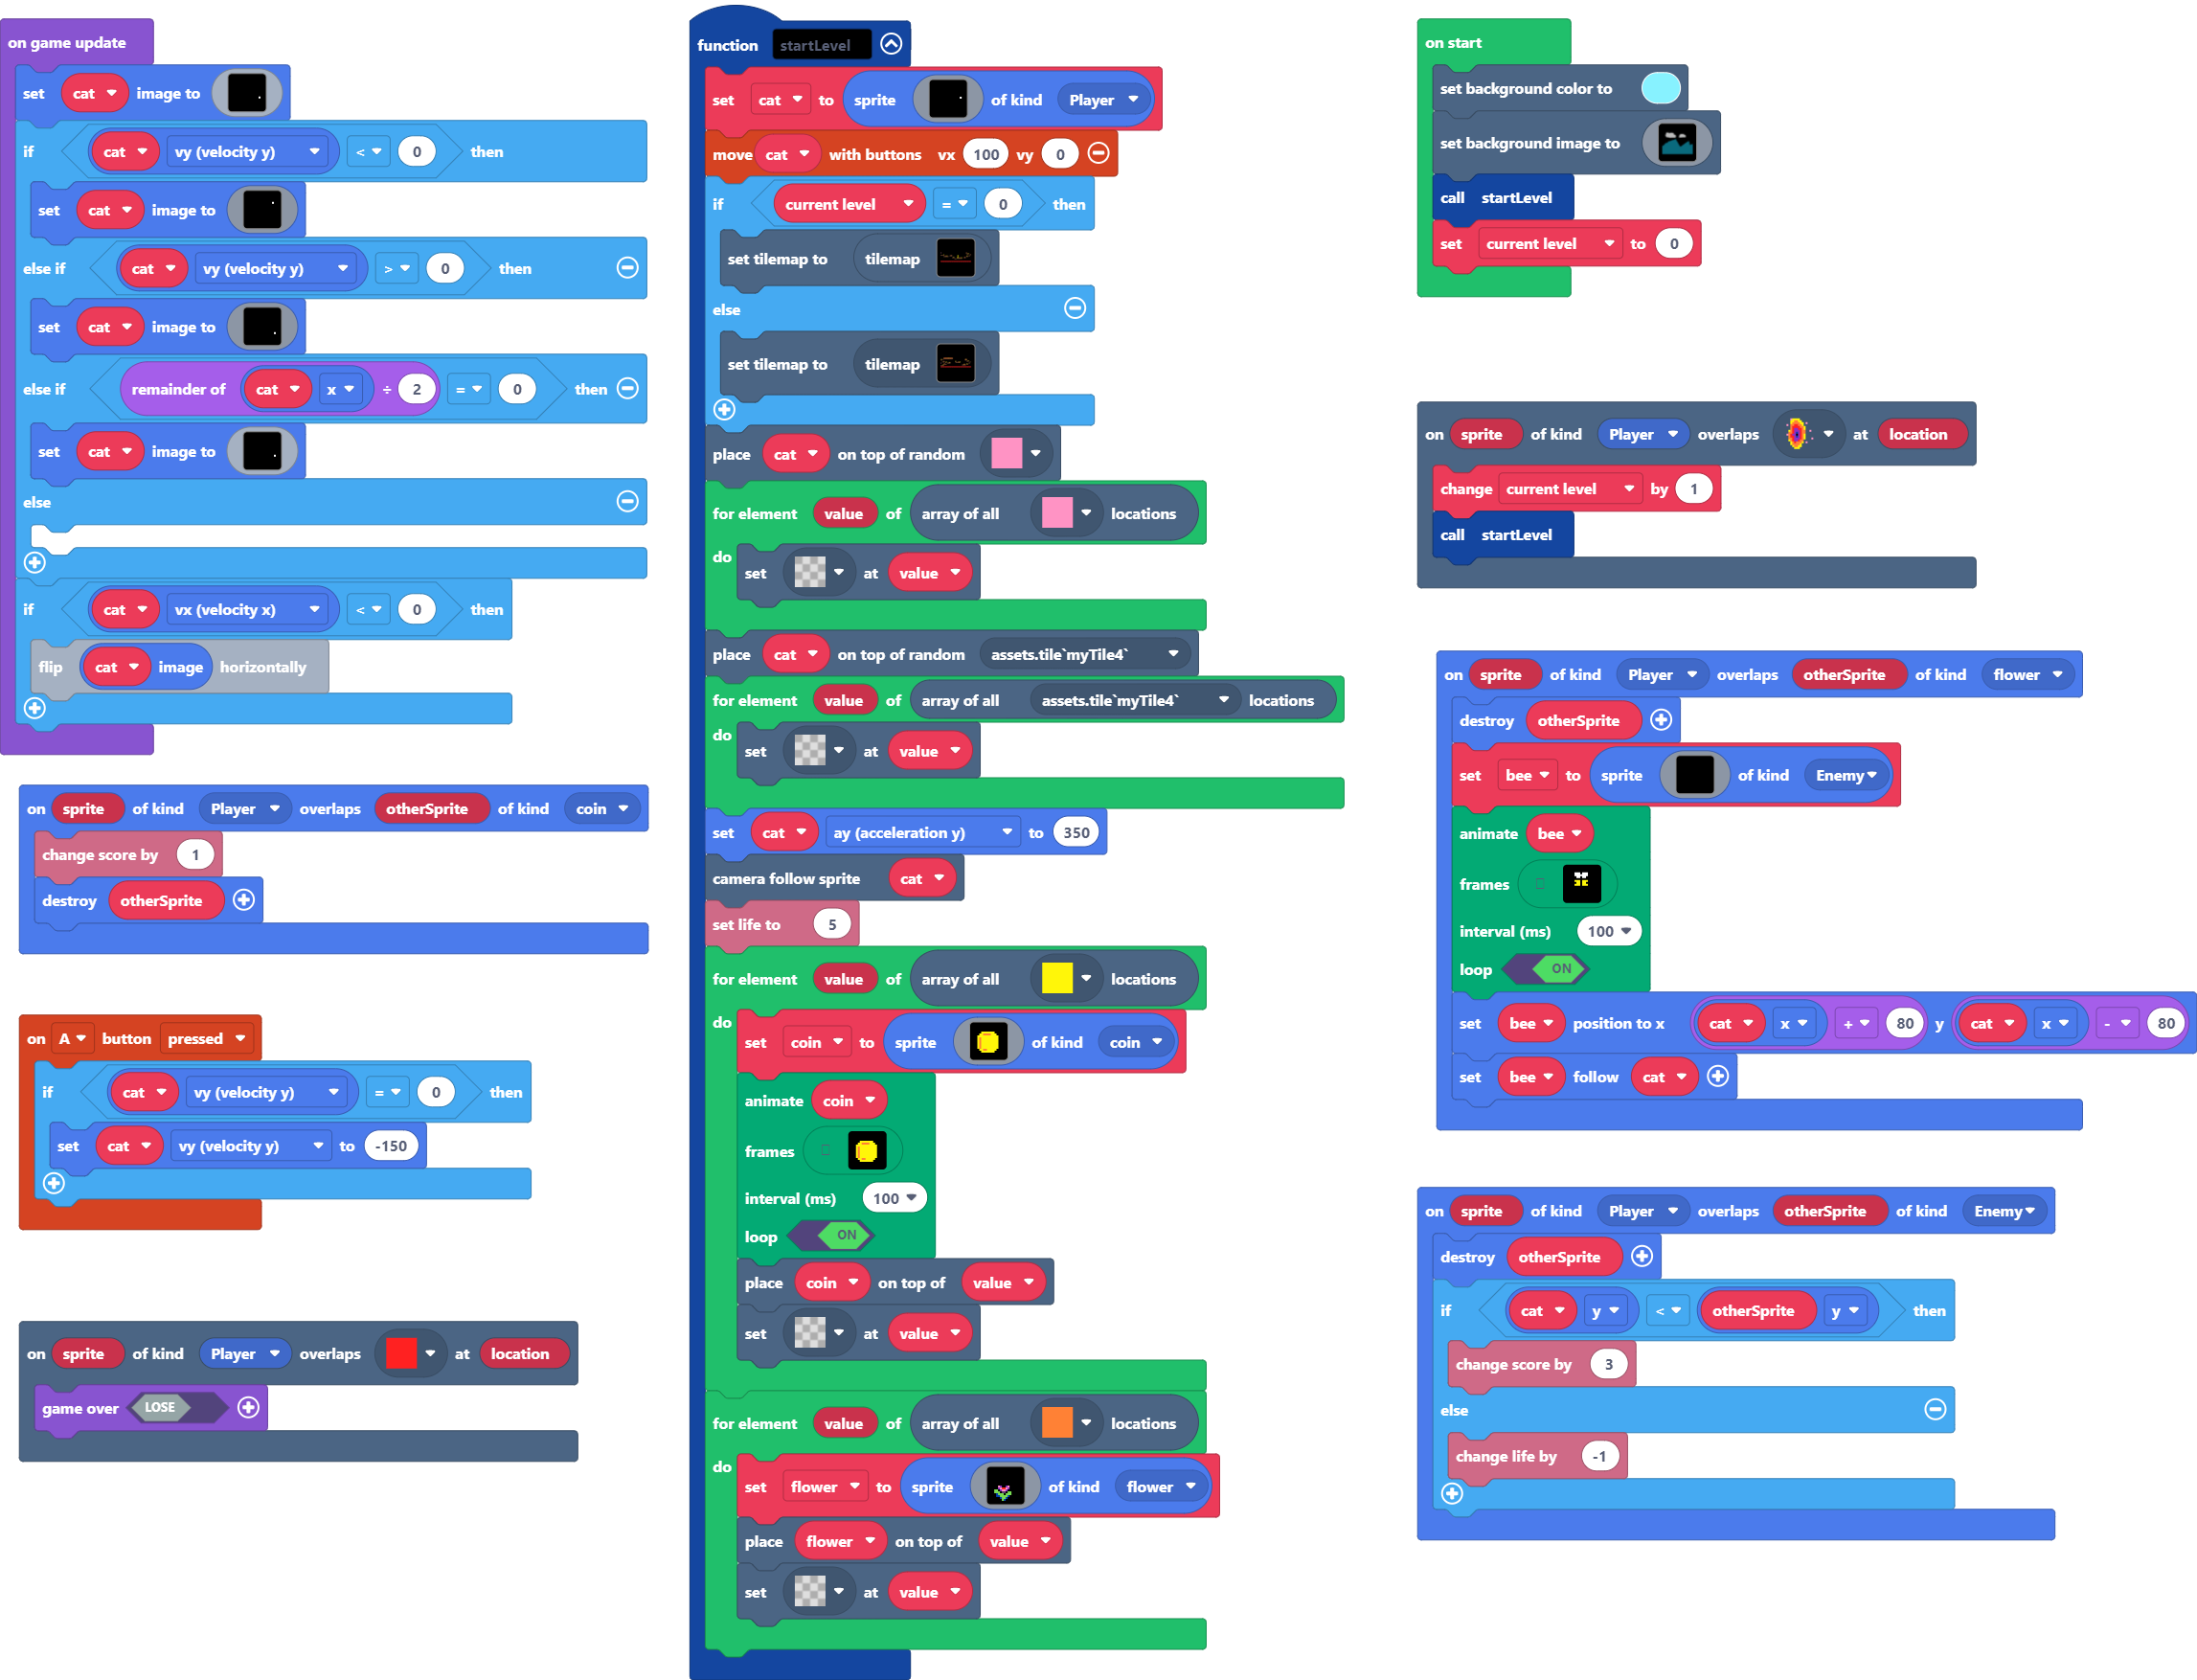 on game update
set cat image to
if cat vy (velocity y) < 0 then
set cat image to
else if cat vy (velocity y) > 0 then
set cat image to
else if remainder of cat x ÷ 2 = 0 then
set cat image to
else
if cat vx (velocity x) < 0 then
flip cat image horizontally
on sprite of kind Player overlaps otherSprite of kind coin
change score by 1
destroy otherSprite
on A button pressed
if cat vy (velocity y) = 0 then
set cat vy (velocity y) to -150
on sprite of kind Player overlaps at location
game over LOSE
function startLevel
set cat to sprite of kind Player
move cat with buttons vx 100 vy 0
if current level = 0 then
set tilemap to tilemap
else
set tilemap to tilemap
place cat on top of random
for element value of array of all locations
do set at value
place cat on top of random assets.tile`myTile4`
for element value of array of all assets.tile`myTile4` locations
do set at value
set cat ay (acceleration y) to 350
camera follow sprite cat
set life to 5
for element value of array of all locations
do set coin to sprite of kind coin
animate coin
frames
interval (ms) 100
loop ON
place coin on top of value
set at value
for element value of array of all locations
do set flower to sprite of kind flower
place flower on top of value
set at value
on start
set background color to
set background image to
call startLevel
set current level to 0
on sprite of kind Player overlaps at location
change current level by 1
call startLevel
on sprite of kind Player overlaps otherSprite of kind flower
destroy otherSprite
set bee to sprite of kind Enemy
animate bee
frames
interval (ms) 100
loop ON
set bee position to x cat x + 80 y cat x - 80
set bee follow cat
on sprite of kind Player overlaps otherSprite of kind Enemy
destroy otherSprite
if cat y < otherSprite y then
change score by 3
else
change life by -1